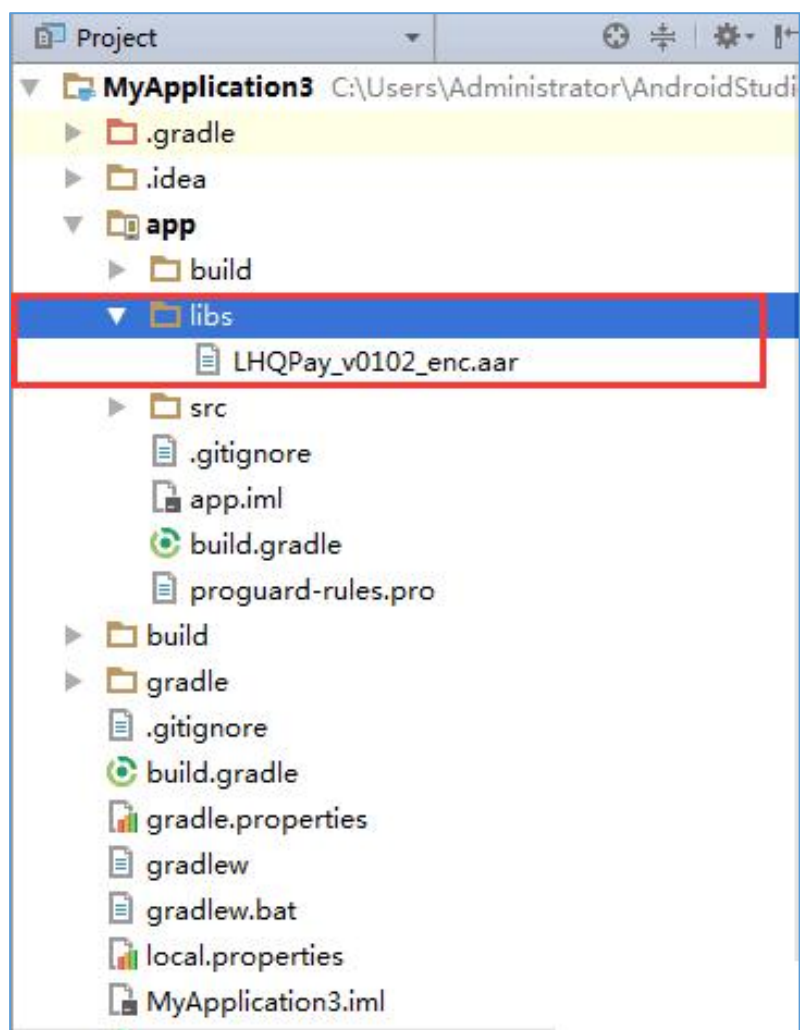 Project
MyApplication3 C:\Users\Administrator\AndroidStudi
.gradle
.idea
app
build
libs
LHQPay_v0102_enc.aar
src
.gitignore
app.iml
build.gradle
proguard-rules.pro
build
gradle
.gitignore
build.gradle
gradle.properties
gradlew
gradlew.bat
local.properties
MyApplication3.iml